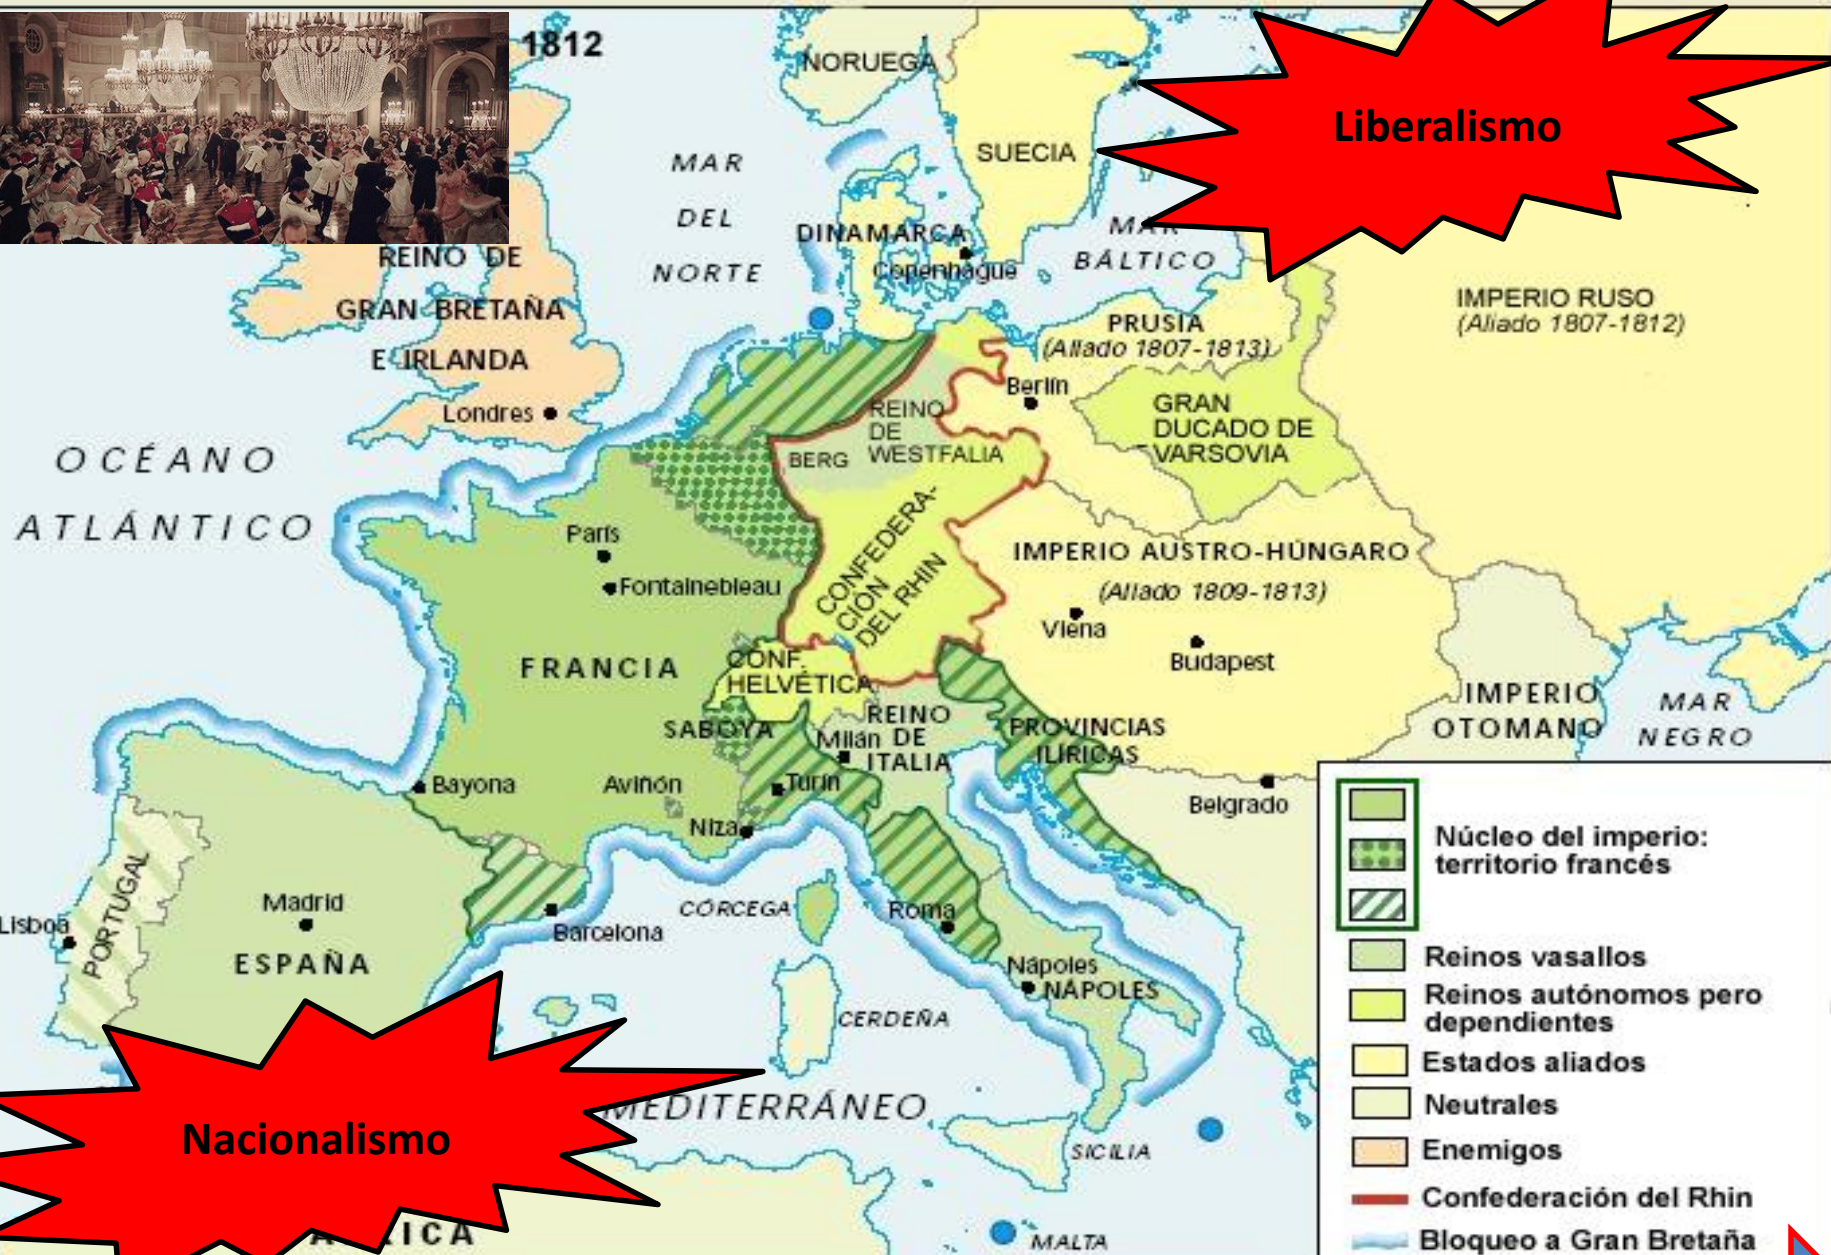 1812
NORUEGA
Liberalismo
SUECIA
MAR
DEL
NORTE
DINAMARCA
Copenhague
MAR
BÁLTICO
REINO DE
GRAN BRETAÑA
E IRLANDA
Londres
PRUSIA
(Aliado 1807-1813)
IMPERIO RUSO
(Aliado 1807-1812)
Berlín
REINO
DE
WESTFALIA
BERG
GRAN
DUCADO DE
VARSOVIA
OCÉANO
ATLÁNTICO
París
Fontainebleau
CONFEDERA-
CIÓN
DEL RHIN
IMPERIO AUSTRO-HÚNGARO
(Aliado 1809-1813)
Viena
Budapest
FRANCIA
CONF.
HELVÉTICA
SABOYA
Milán
REINO
DE
ITALIA
PROVINCIAS
ILÍRICAS
IMPERIO
OTOMANO
MAR
NEGRO
Bayona
Aviñón
Turín
Niza
Belgrado
PORTUGAL
Lisboa
Madrid
ESPAÑA
Barcelona
CÓRCEGA
Roma
Nápoles
NÁPOLES
CERDEÑA
MEDITERRÁNEO
SICILIA
MALTA
Nacionalismo
ICA
Núcleo del imperio:
territorio francés
Reinos vasallos
Reinos autónomos pero
dependientes
Estados aliados
Neutrales
Enemigos
Confederación del Rhin
Bloqueo a Gran Bretaña